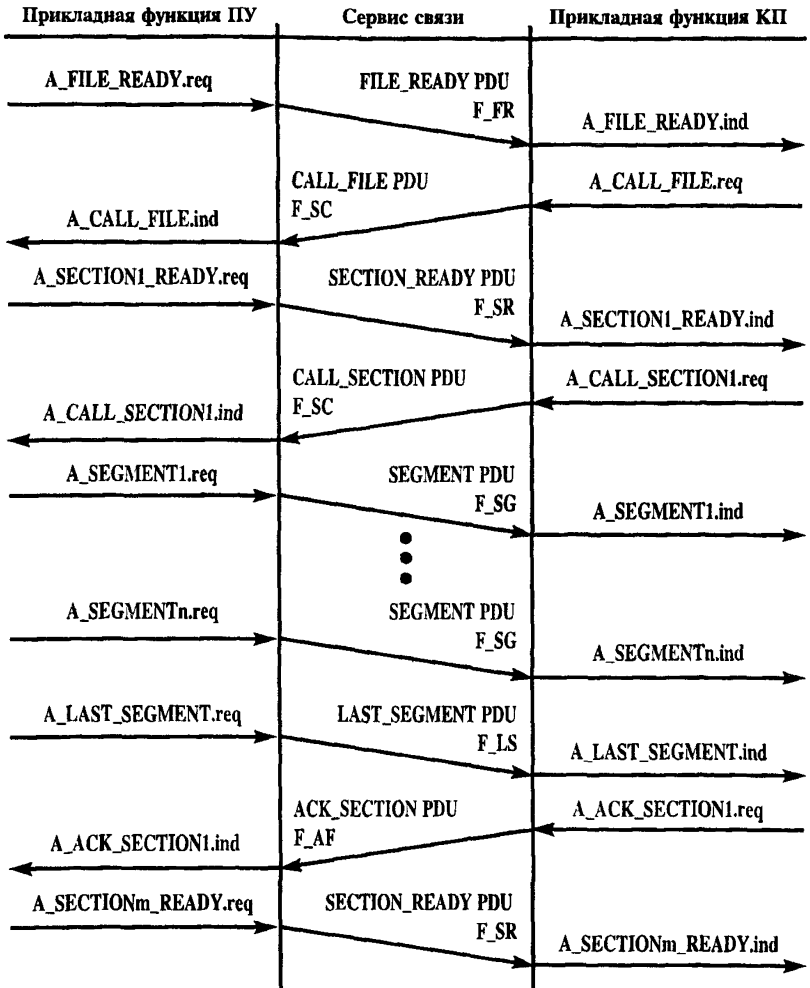 Прикладная функция ПУ
Сервис связи
Прикладная функция КП
A_FILE_READY.req
FILE_READY PDU
F_FR
A_FILE_READY.ind
CALL_FILE PDU
F_SC
A_CALL_FILE.req
A_CALL_FILE.ind
A_SECTION1_READY.req
SECTION_READY PDU
F_SR
A_SECTION1_READY.ind
CALL_SECTION PDU
F_SC
A_CALL_SECTION1.req
A_CALL_SECTION1.ind
A_SEGMENT1.req
SEGMENT PDU
F_SG
A_SEGMENT1.ind
A_SEGMENTn.req
SEGMENT PDU
F_SG
A_SEGMENTn.ind
A_LAST_SEGMENT.req
LAST_SEGMENT PDU
F_LS
A_LAST_SEGMENT.ind
ACK_SECTION PDU
F_AF
A_ACK_SECTION1.req
A_ACK_SECTION1.ind
A_SECTIONm_READY.req
SECTION_READY PDU
F_SR
A_SECTIONm_READY.ind